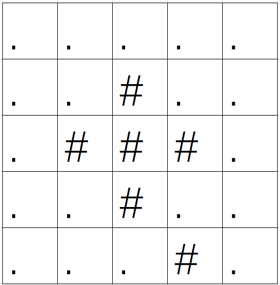 . . . . .
. . # . .
. # # # .
. . # . .
. . . # .